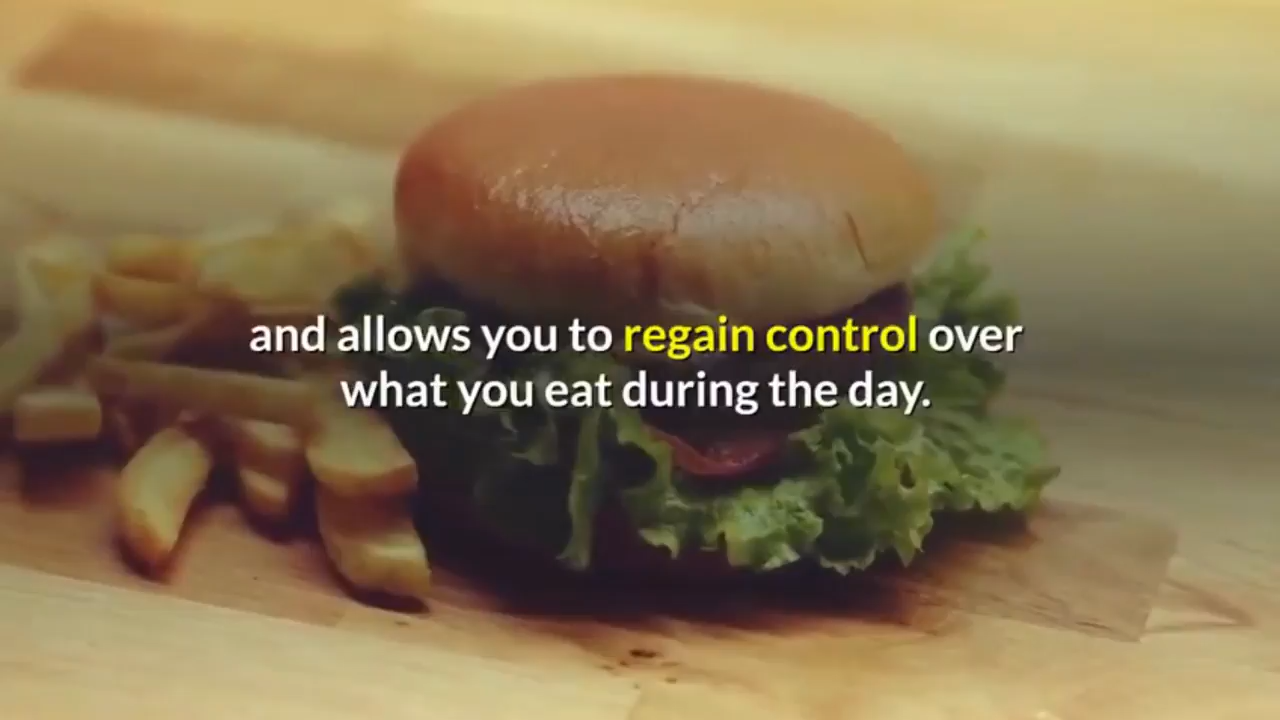 and allows you to regain control over
what you eat during the day.